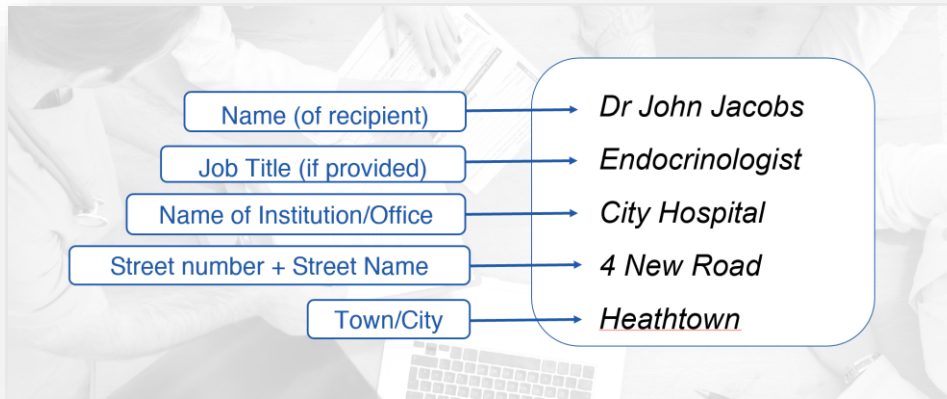 Name (of recipient) Dr John Jacobs
Job Title (if provided) Endocrinologist
Name of Institution/Office City Hospital
Street number + Street Name 4 New Road
Town/City Heathtown